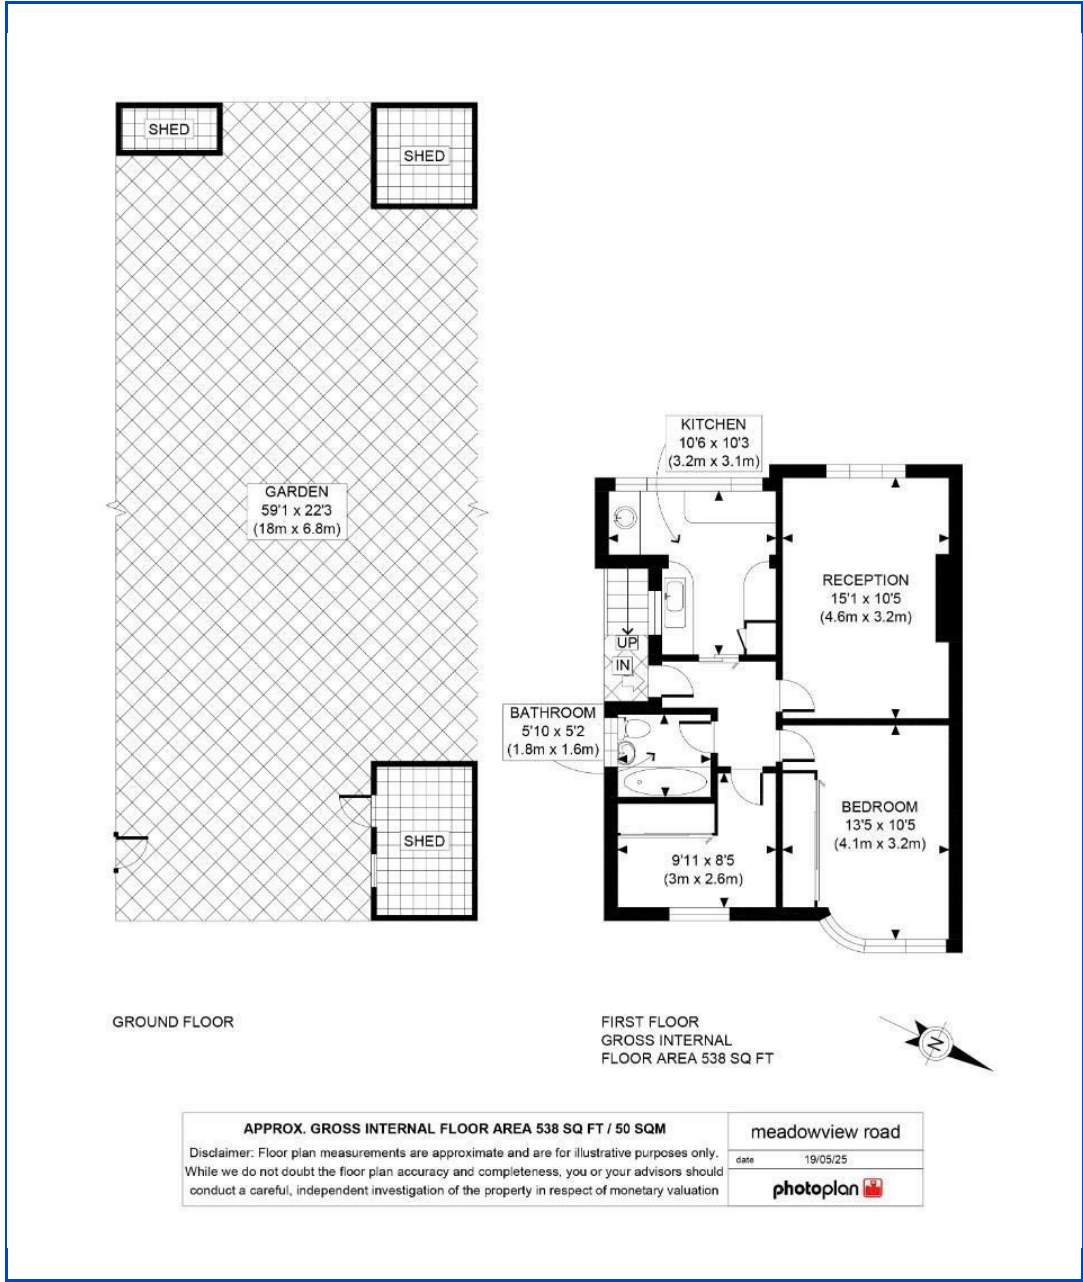 SHED
SHED
GARDEN
59'1 x 22'3
(18m x 6.8m)
SHED
KITCHEN
10'6 x 10'3
(3.2m x 3.1m)
RECEPTION
15'1 x 10'5
(4.6m x 3.2m)
UP
IN
BATHROOM
5'10 x 5'2
(1.8m x 1.6m)
BEDROOM
13'5 x 10'5
(4.1m x 3.2m)
9'11 x 8'5
(3m x 2.6m)
GROUND FLOOR
FIRST FLOOR
GROSS INTERNAL
FLOOR AREA 538 SQ FT
N
APPROX. GROSS INTERNAL FLOOR AREA 538 SQ FT / 50 SQM
Disclaimer: Floor plan measurements are approximate and are for illustrative purposes only.
While we do not doubt the floor plan accuracy and completeness, you or your advisors should
conduct a careful, independent investigation of the property in respect of monetary valuation
meadowview road
date 19/05/25
photoplan